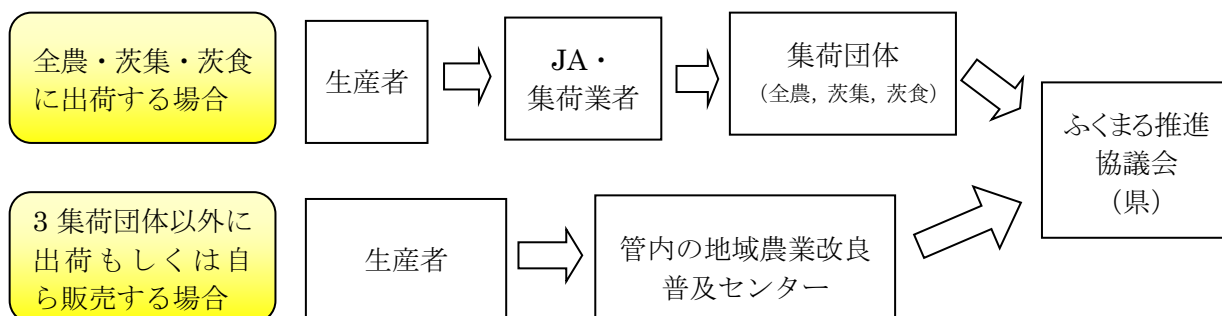 全農・茨集・茨食
に出荷する場合
生産者
JA・
集荷業者
集荷団体
(全農, 茨集, 茨食)
ふくまる推進
協議会
(県)
3 集荷団体以外に
出荷もしくは自
ら販売する場合
生産者
管内の地域農業改良
普及センター